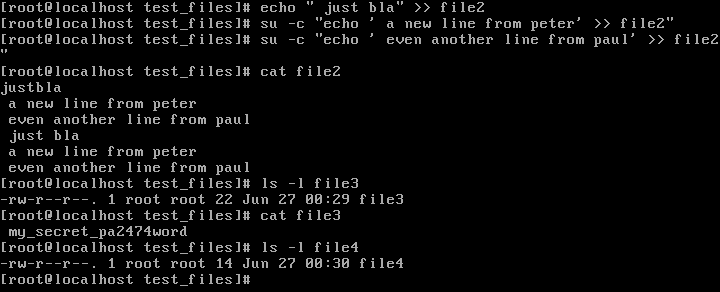 [root@localhost test_files]# echo " just bla" >> file2
[root@localhost test_files]# su -c "echo ' a new line from peter' >> file2"
[root@localhost test_files]# su -c "echo ' even another line from paul' >> file2
"
[root@localhost test_files]# cat file2
justbla
 a new line from peter
 even another line from paul
 just bla
 a new line from peter
 even another line from paul
[root@localhost test_files]# ls -l file3
-rw-r--r--. 1 root root 22 Jun 27 00:29 file3
[root@localhost test_files]# cat file3
 my_secret_pa2474word
[root@localhost test_files]# ls -l file4
-rw-r--r--. 1 root root 14 Jun 27 00:30 file4
[root@localhost test_files]#